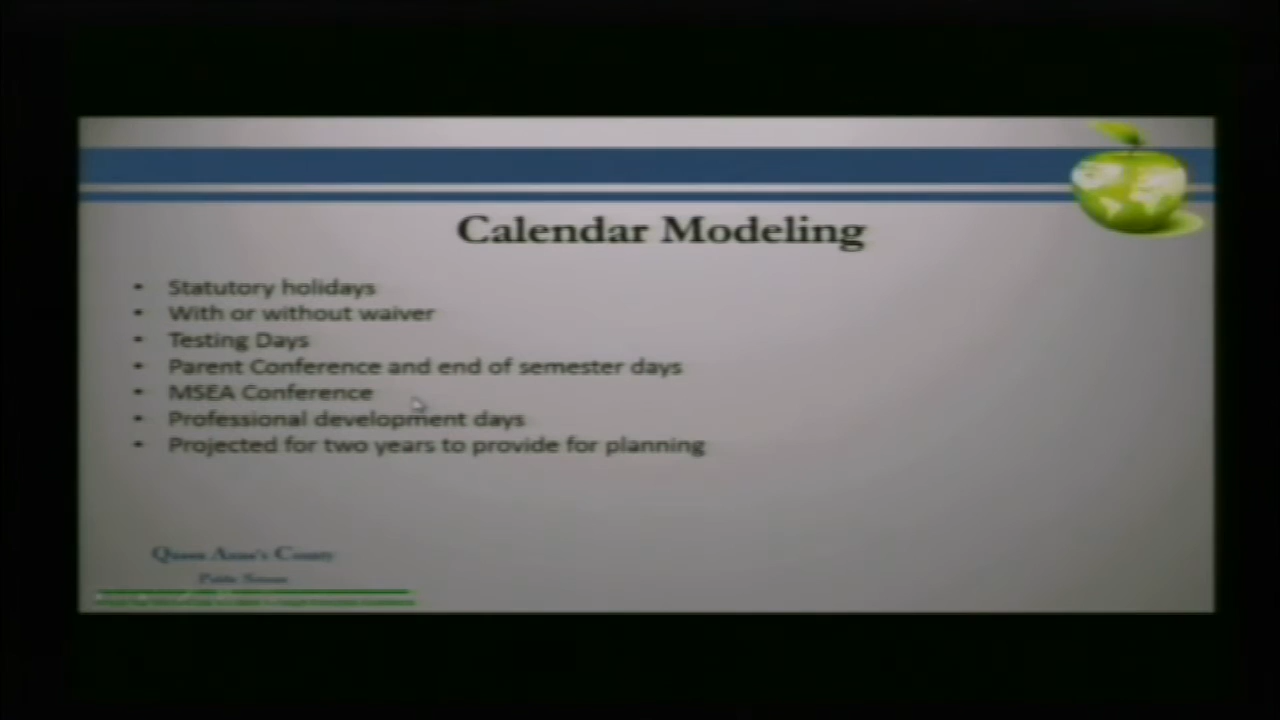 Calendar Modeling
• Statutory holidays
• With or without waiver
• Testing Days
• Parent Conference and end of semester days
• MSEA Conference
• Professional development days
• Projected for two years to provide for planning
Queen Anne's County
Public